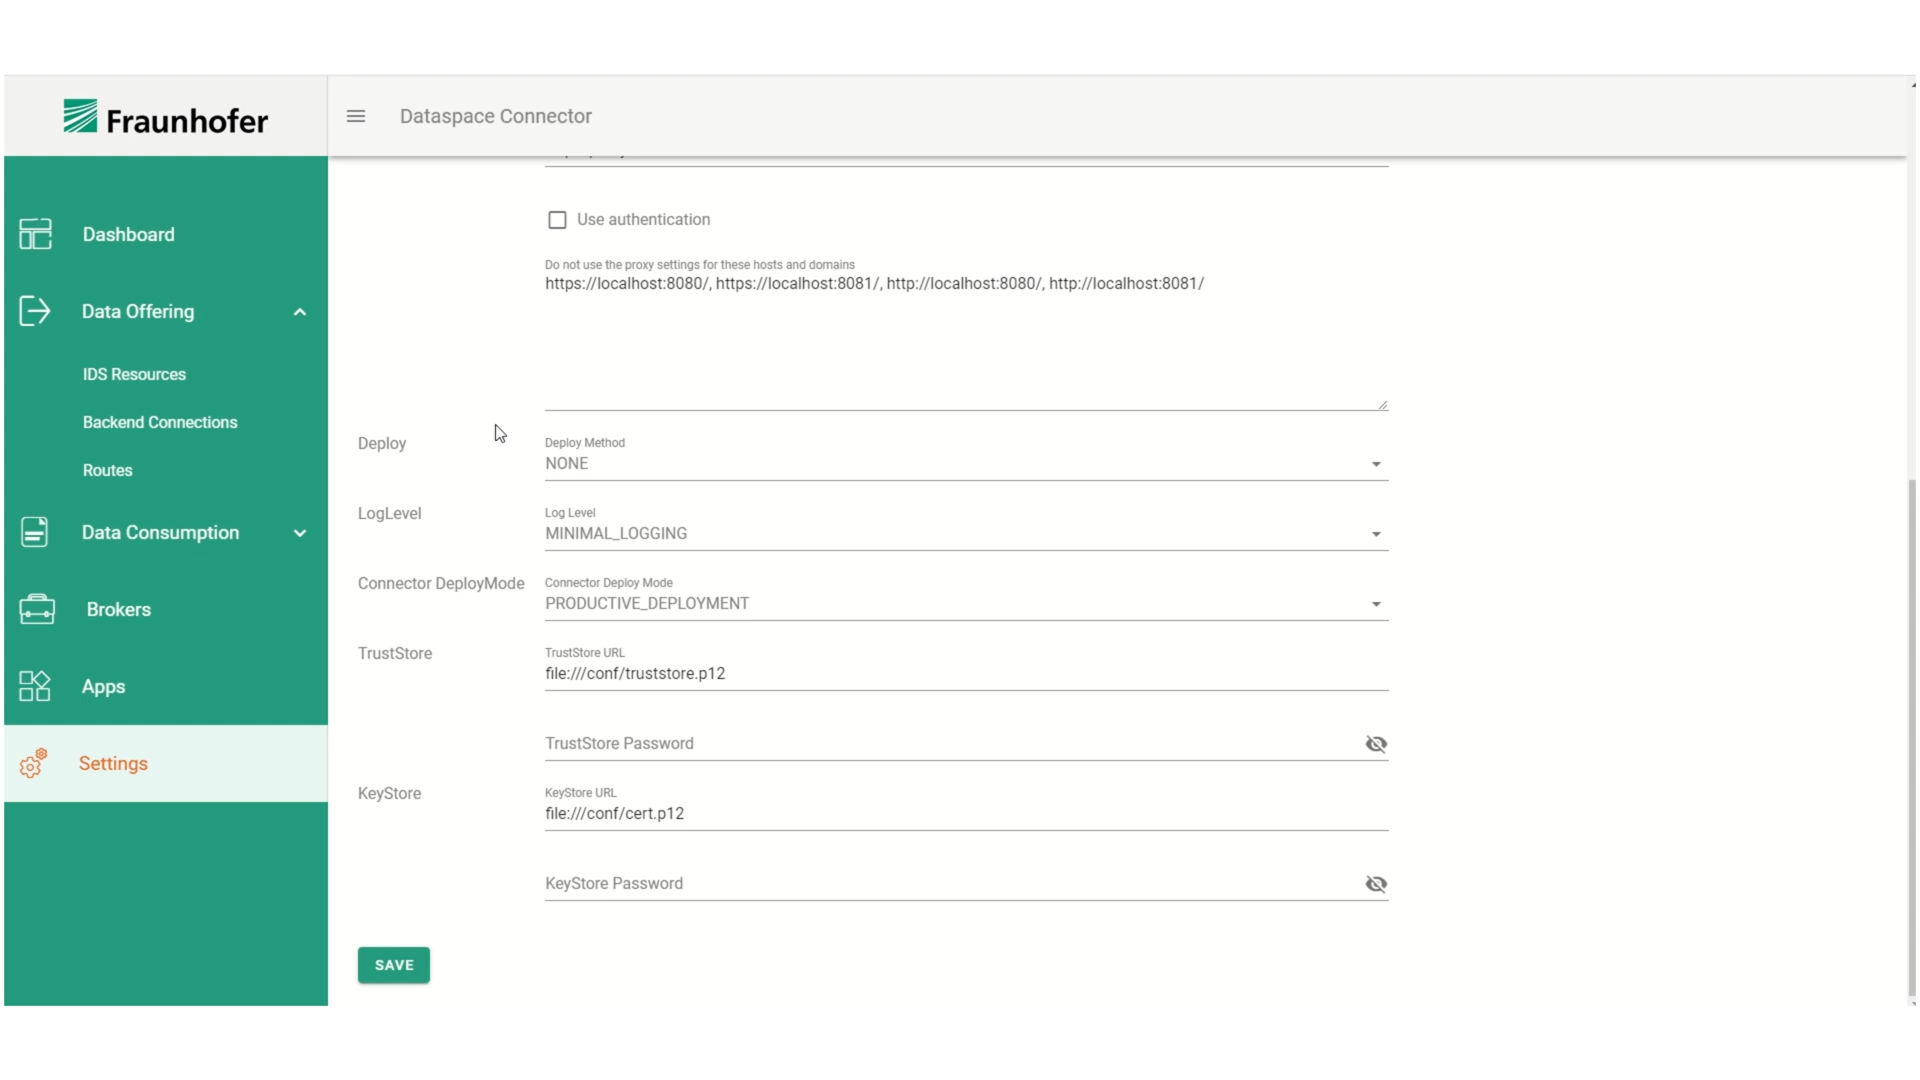 Fraunhofer
Dataspace Connector
Dashboard
Data Offering
IDS Resources
Backend Connections
Routes
Data Consumption
Brokers
Apps
Settings
Use authentication
Do not use the proxy settings for these hosts and domains
https://localhost:8080/, https://localhost:8081/, http://localhost:8080/, http://localhost:8081/
Deploy
Deploy Method
NONE
LogLevel
Log Level
MINIMAL_LOGGING
Connector DeployMode
Connector Deploy Mode
PRODUCTIVE_DEPLOYMENT
TrustStore
TrustStore URL
file:///conf/truststore.p12
TrustStore Password
KeyStore
KeyStore URL
file:///conf/cert.p12
KeyStore Password
SAVE